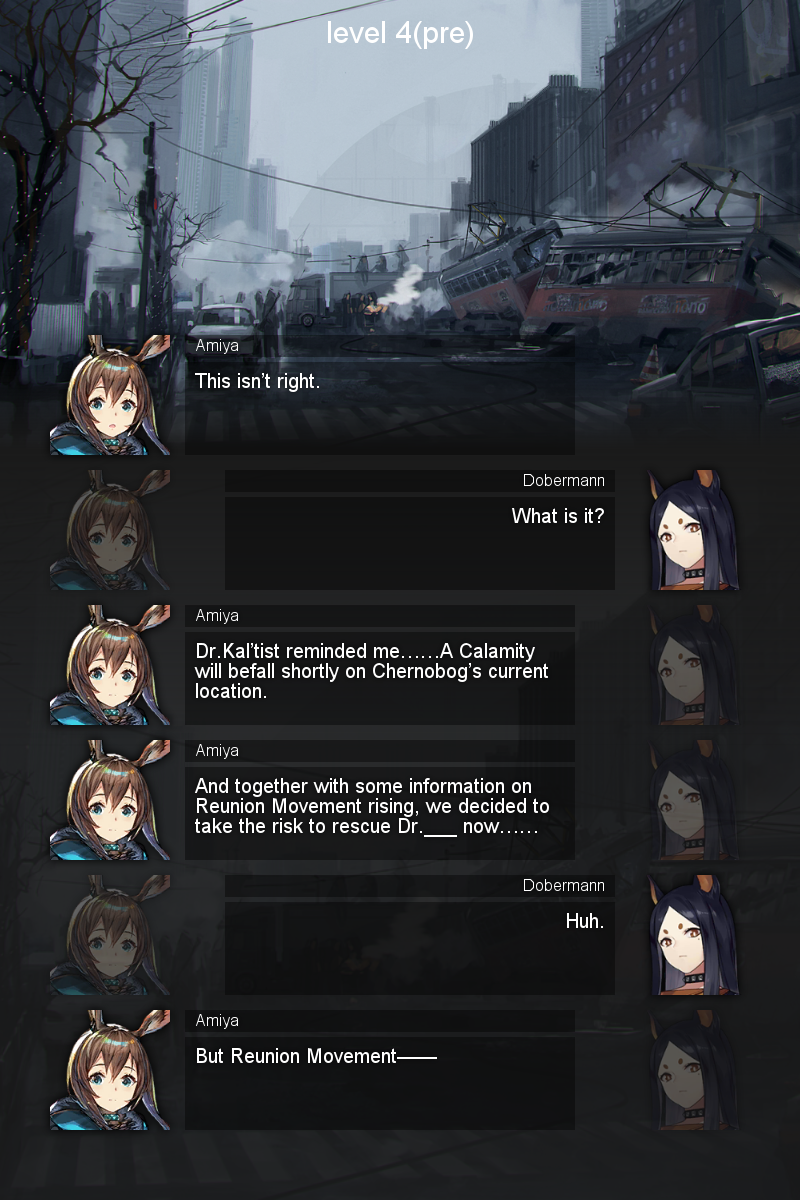 level 4(pre)
Amiya
This isn't right.
Dobermann
What is it?
Amiya
Dr.Kal'tist reminded me……A Calamity
will befall shortly on Chernobog's current
location.
Amiya
And together with some information on
Reunion Movement rising, we decided to
take the risk to rescue Dr.___ now……
Dobermann
Huh.
Amiya
But Reunion Movement——